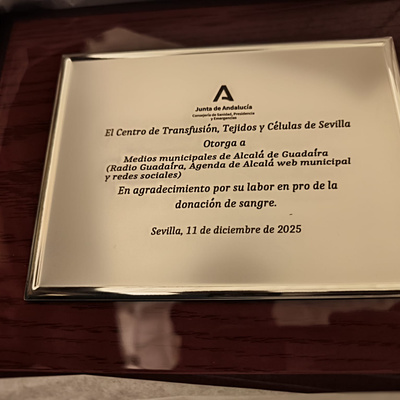 Junta de Andalucía
Consejería de Sanidad, Presidencia
y Emergencias
El Centro de Transfusión, Tejidos y Células de Sevilla
Otorga a
Medios municipales de Alcalá de Guadaíra
(Radio Guadaíra, Agenda de Alcalá web municipal
y redes sociales)
En agradecimiento por su labor en pro de la
donación de sangre.
Sevilla, 11 de diciembre de 2025